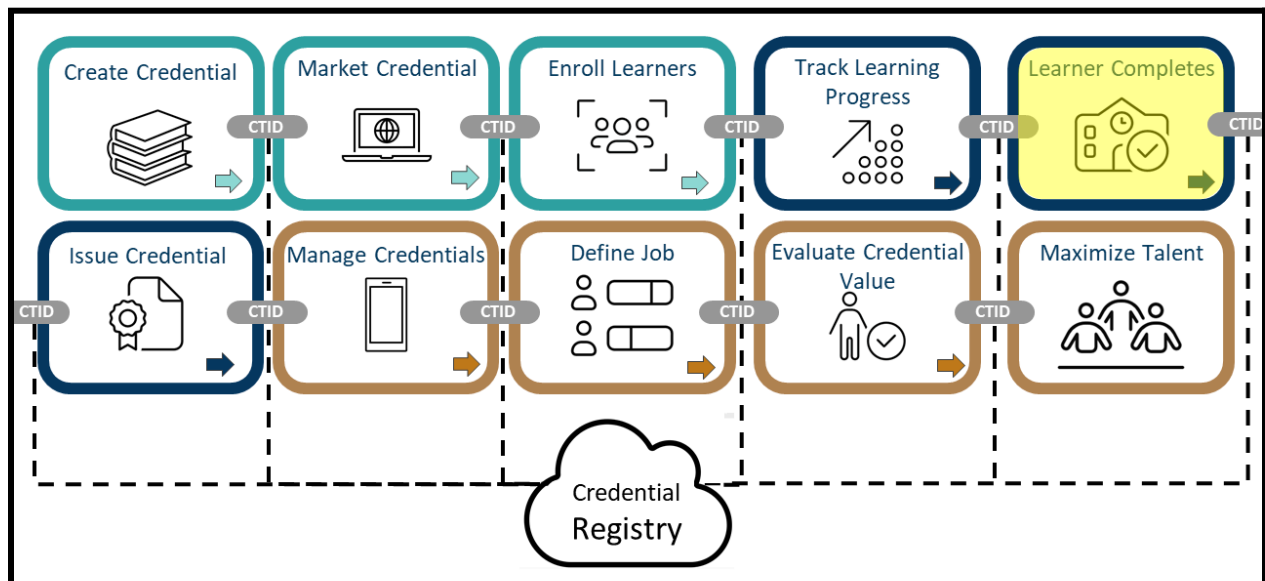 Create Credential
Market Credential
Enroll Learners
Track Learning
Progress
Learner Completes
CTID
CTID
CTID
CTID
CTID
Issue Credential
Manage Credentials
Define Job
Evaluate Credential
Value
Maximize Talent
CTID
CTID
CTID
CTID
CTID
Credential
Registry